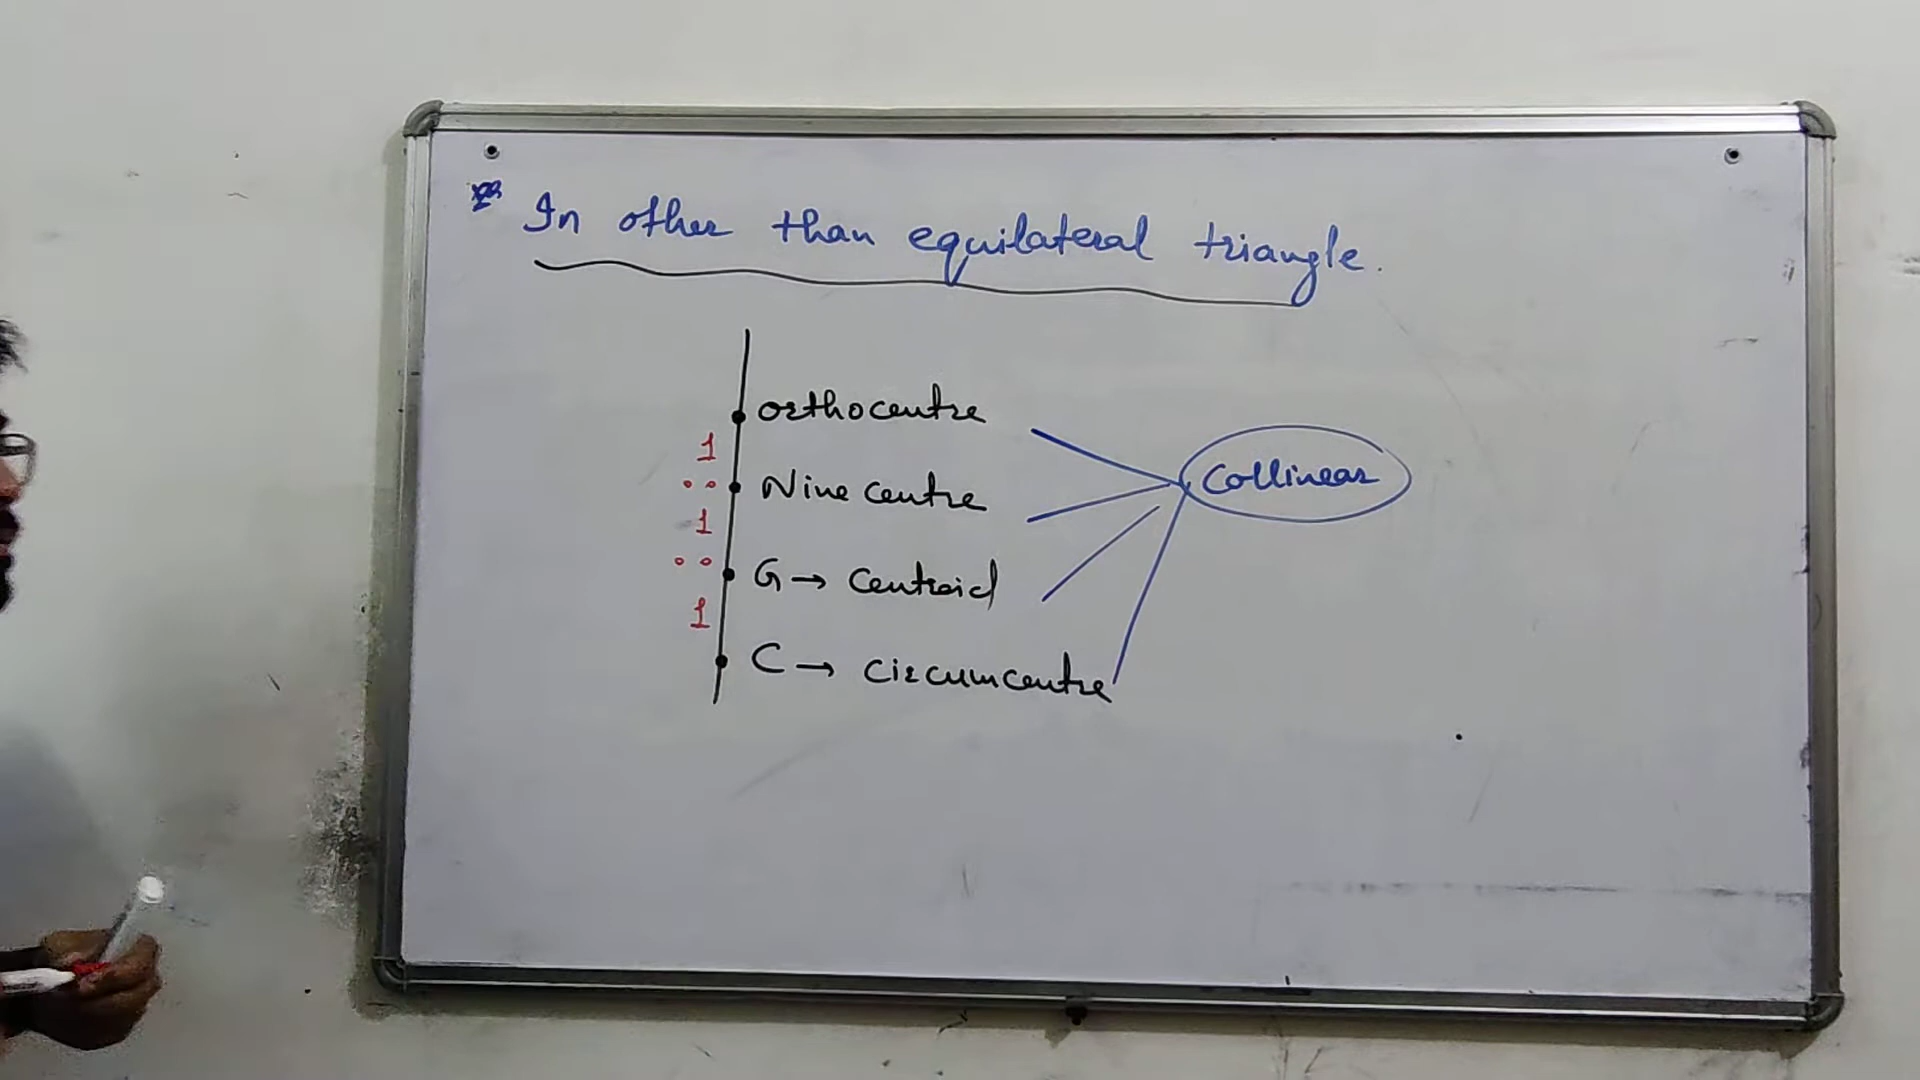 In other than equilateral triangle.
orthocentre
1
Nine centre
Collinear
1
G → Centroid
1
C → circumcentre